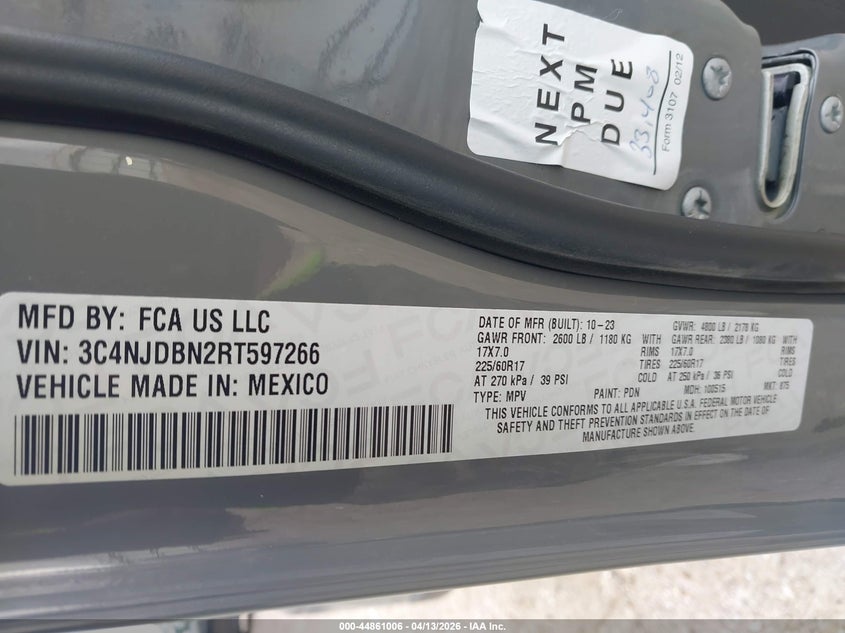 NEXT
PM
DUE
Form 3107 02/12
MFD BY: FCA US LLC
VIN: 3C4NJDBN2RT597266
VEHICLE MADE IN: MEXICO
DATE OF MFR (BUILT): 10-23 GVWR: 4800 LB / 2178 KG
GAWR FRONT: 2600 LB / 1180 KG WITH GAWR REAR: 2380 LB / 1080 KG WITH
17X7.0 RIMS 17X7.0 RIMS
225/60R17 TIRES 225/60R17 TIRES
AT 270 kPa / 39 PSI COLD AT 250 kPa / 36 PSI COLD
TYPE: MPV PAINT: PDN MDH: 100515 MKT: 875
THIS VEHICLE CONFORMS TO ALL APPLICABLE U.S.A. FEDERAL MOTOR VEHICLE
SAFETY AND THEFT PREVENTION STANDARDS IN EFFECT ON THE DATE OF
MANUFACTURE SHOWN ABOVE.
000-44861006 | 04/13/2026 | IAA Inc.